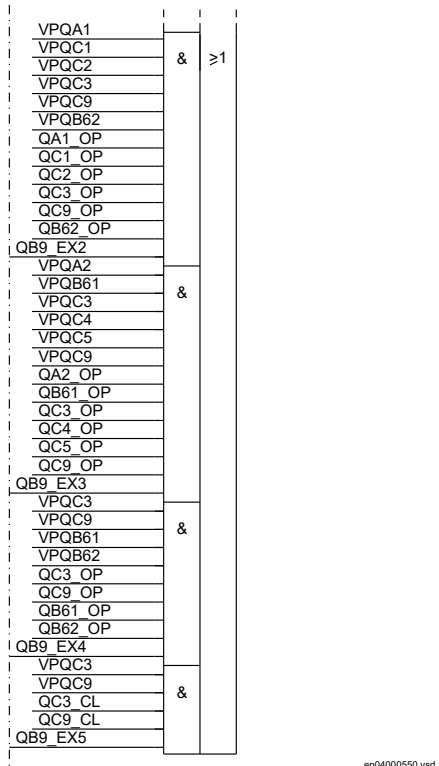 VPQA1
VPQC1
& ≥1
VPQC2
VPQC3
VPQC9
VPQB62
QA1_OP
QC1_OP
QC2_OP
QC3_OP
QC9_OP
QB62_OP
QB9_EX2
VPQA2
VPQB61
&
VPQC3
VPQC4
VPQC5
VPQC9
QA2_OP
QB61_OP
QC3_OP
QC4_OP
QC5_OP
QC9_OP
QB9_EX3
VPQC3
VPQC9
&
VPQB61
VPQB62
QC3_OP
QC9_OP
QB61_OP
QB62_OP
QB9_EX4
VPQC3
VPQC9
&
QC3_CL
QC9_CL
QB9_EX5
en04000550.vsd